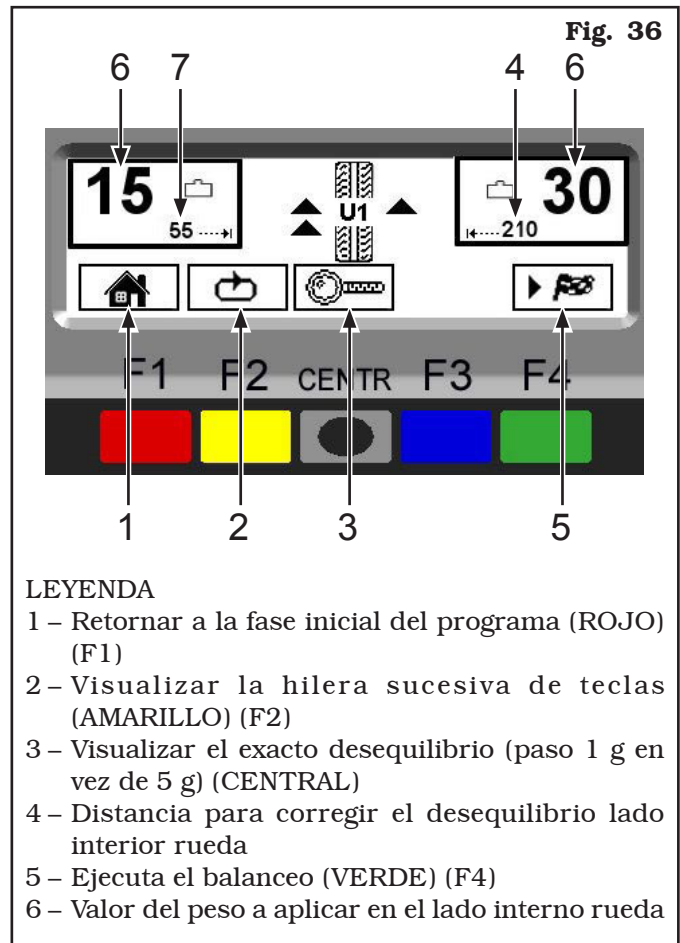 Fig. 36
6 7 4 6
15 U1 30
55 210
F1 F2 CENTR F3 F4
1 2 3 5
LEYENDA
1 – Retornar a la fase inicial del programa (ROJO)
(F1)
2 – Visualizar la hilera sucesiva de teclas
(AMARILLO) (F2)
3 – Visualizar el exacto desequilibrio (paso 1 g en
vez de 5 g) (CENTRAL)
4 – Distancia para corregir el desequilibrio lado
interior rueda
5 – Ejecuta el balanceo (VERDE) (F4)
6 – Valor del peso a aplicar en el lado interno rueda